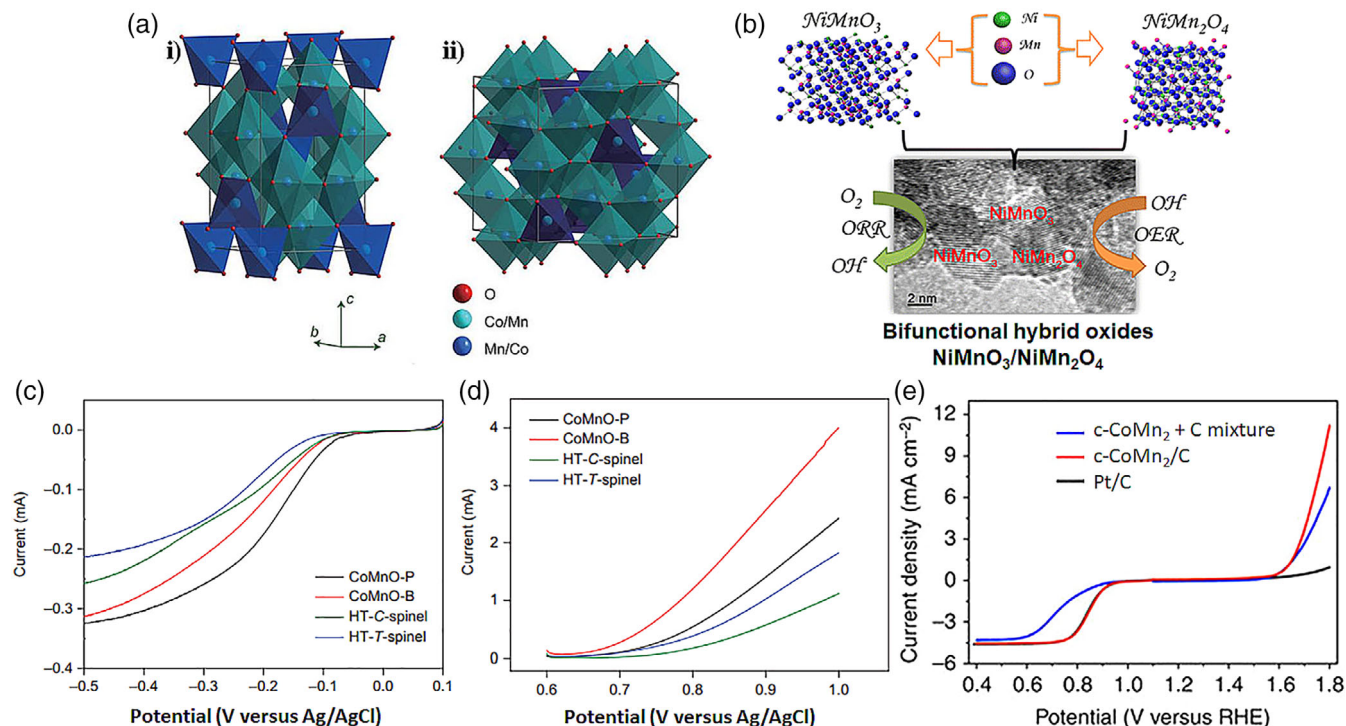 (a)
i)
ii)
c
b
a
O
Co/Mn
Mn/Co
(b)
NiMnO₃
NiMn₂O₄
Ni
Mn
O
O₂
ORR
OH⁻
NiMnO₃
NiMnO₃
NiMn₂O₄
2 nm
OH⁻
OER
O₂
Bifunctional hybrid oxides
NiMnO₃/NiMn₂O₄
(c)
Current (mA)
0.0
–0.1
–0.2
–0.3
–0.4
CoMnO-P
CoMnO-B
HT-C-spinel
HT-T-spinel
–0.5 –0.4 –0.3 –0.2 –0.1 0.0 0.1
Potential (V versus Ag/AgCl)
(d)
Current (mA)
4
3
2
1
0
CoMnO-P
CoMnO-B
HT-C-spinel
HT-T-spinel
0.6 0.7 0.8 0.9 1.0
Potential (V versus Ag/AgCl)
(e)
Current density (mA cm⁻²)
12
9
6
3
0
–3
–6
c-CoMn₂ + C mixture
c-CoMn₂/C
Pt/C
0.4 0.6 0.8 1.0 1.2 1.4 1.6 1.8
Potential (V versus RHE)